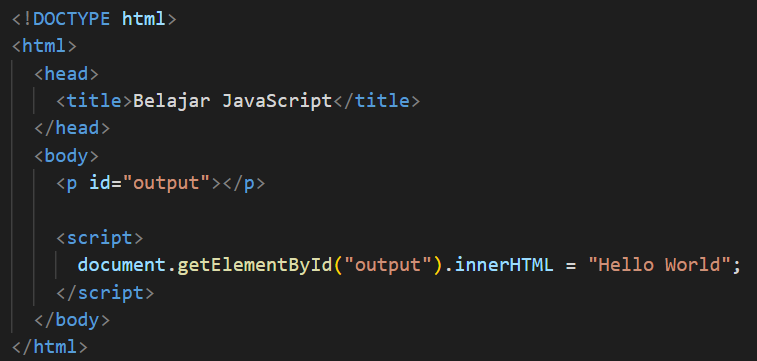 <!DOCTYPE html>
<html>
<head>
<title>Belajar JavaScript</title>
</head>
<body>
<p id="output"></p>
<script>
document.getElementById("output").innerHTML = "Hello World";
</script>
</body>
</html>